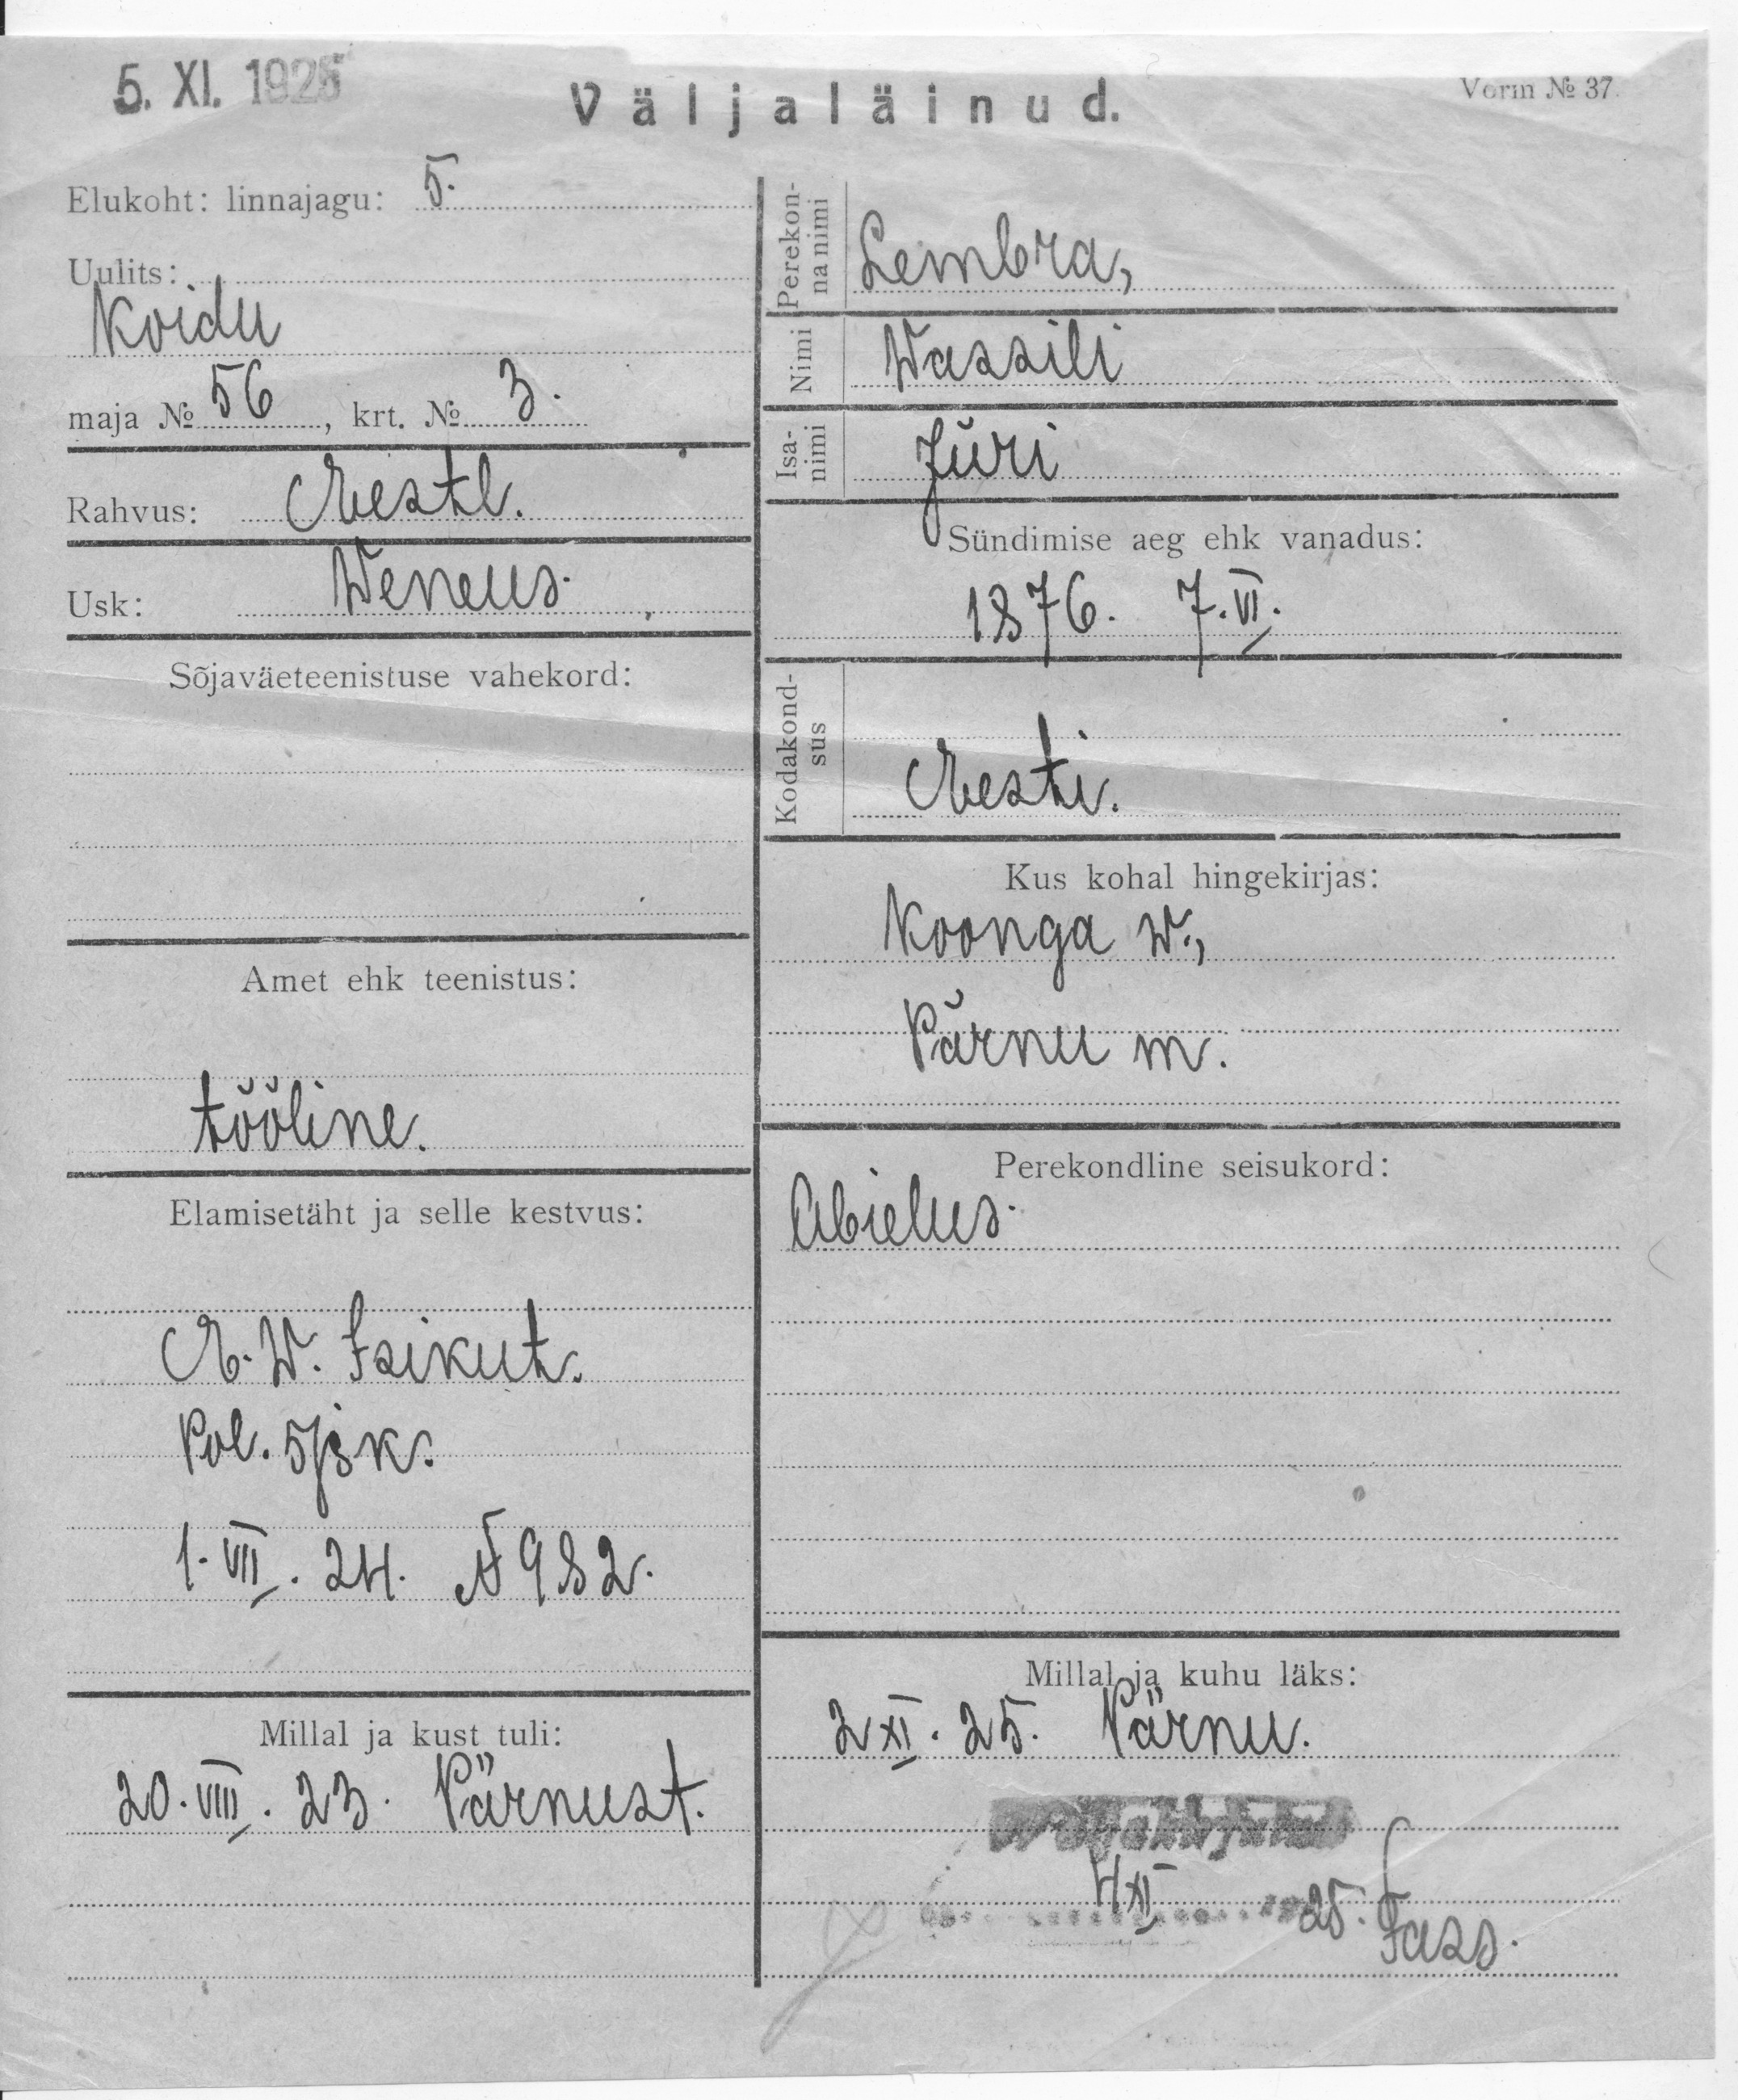 5. XI. 1925
Väljaläinud.
Vorm № 37.
Elukoht: linnajagu: 5.
Uulits:
Koidu
maja № 56, krt. № 3.
Rahvus: Eestl.
Usk: Weneus.
Sõjaväeteenistuse vahekord:
Amet ehk teenistus:
tööline.
Elamisetäht ja selle kestvus:
E. W. Isikut.
Pol. 5 jsk.
1. VII. 24. № 982.
Millal ja kust tuli:
20. VIII. 23. Pärnust.
Perekonnanimi
Lembra,
Nimi
Wassili
Isanimi
Jüri
Sündimise aeg ehk vanadus:
1876. 7. VI.
Kodakondsus
Eesti.
Kus kohal hingekirjas:
Koonga w.,
Pärnu m.
Perekondline seisukord:
Abielus.
Millal ja kuhu läks:
2 XI. 25. Pärnu.
4 XI 25.